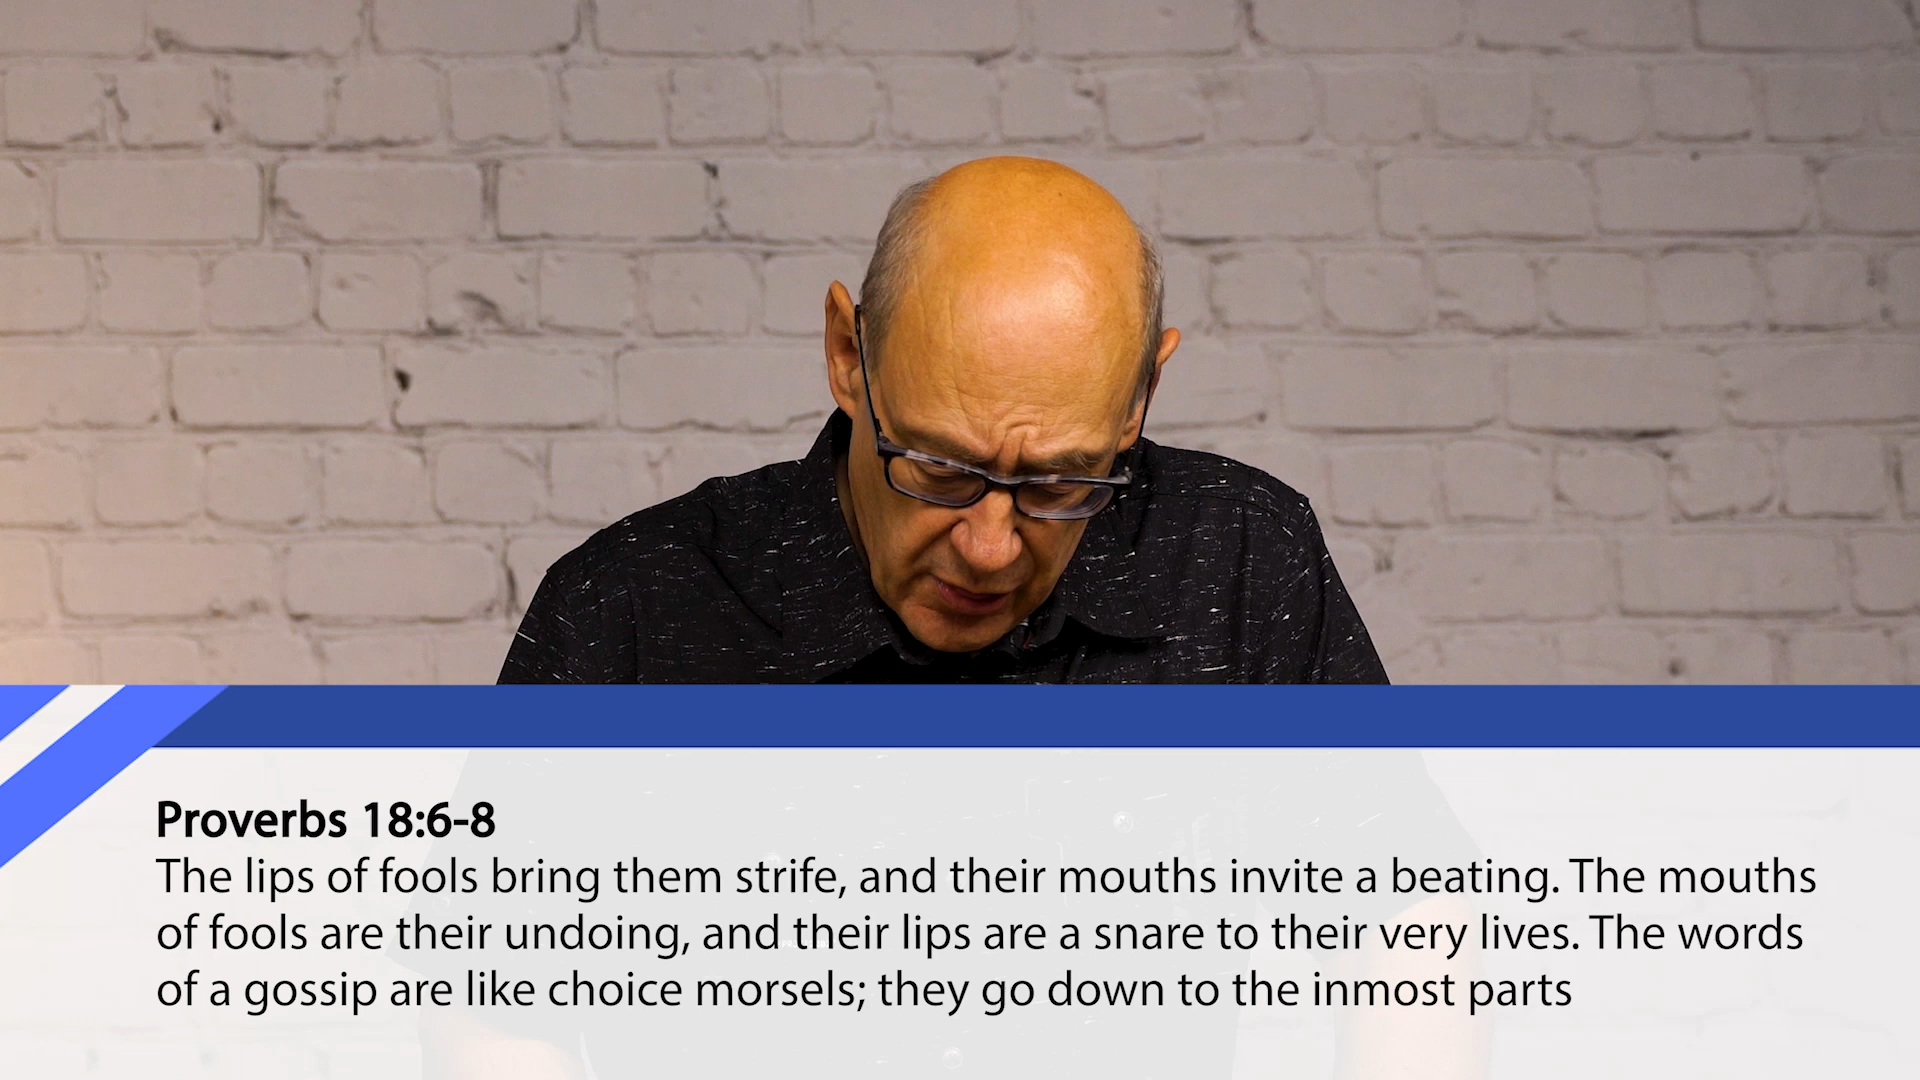 Proverbs 18:6-8
The lips of fools bring them strife, and their mouths invite a beating. The mouths
of fools are their undoing, and their lips are a snare to their very lives. The words
of a gossip are like choice morsels; they go down to the inmost parts